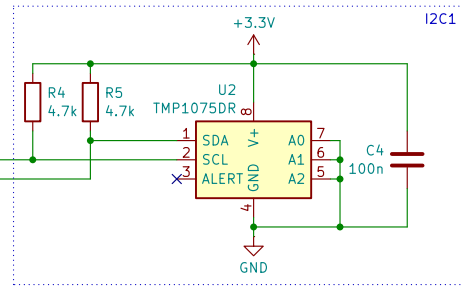 I2C1
+3.3V
R4
4.7k
R5
4.7k
U2
TMP1075DR
8
V+
1
SDA
2
SCL
3
ALERT
GND
4
A0
7
A1
6
A2
5
C4
100n
GND